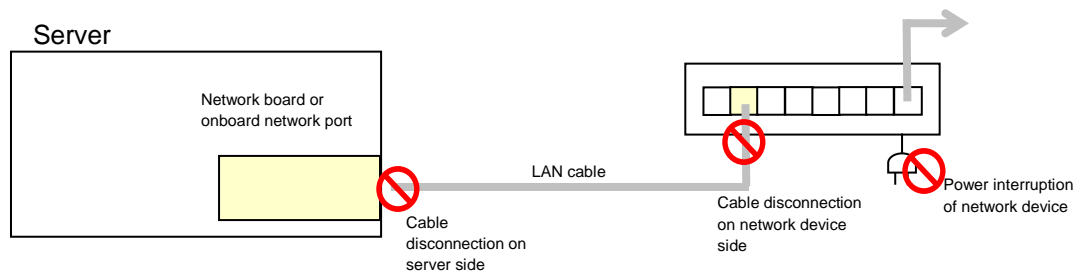 Server
Network board or
onboard network port
LAN cable
Cable
disconnection on
server side
Cable disconnection
on network device
side
Power interruption
of network device